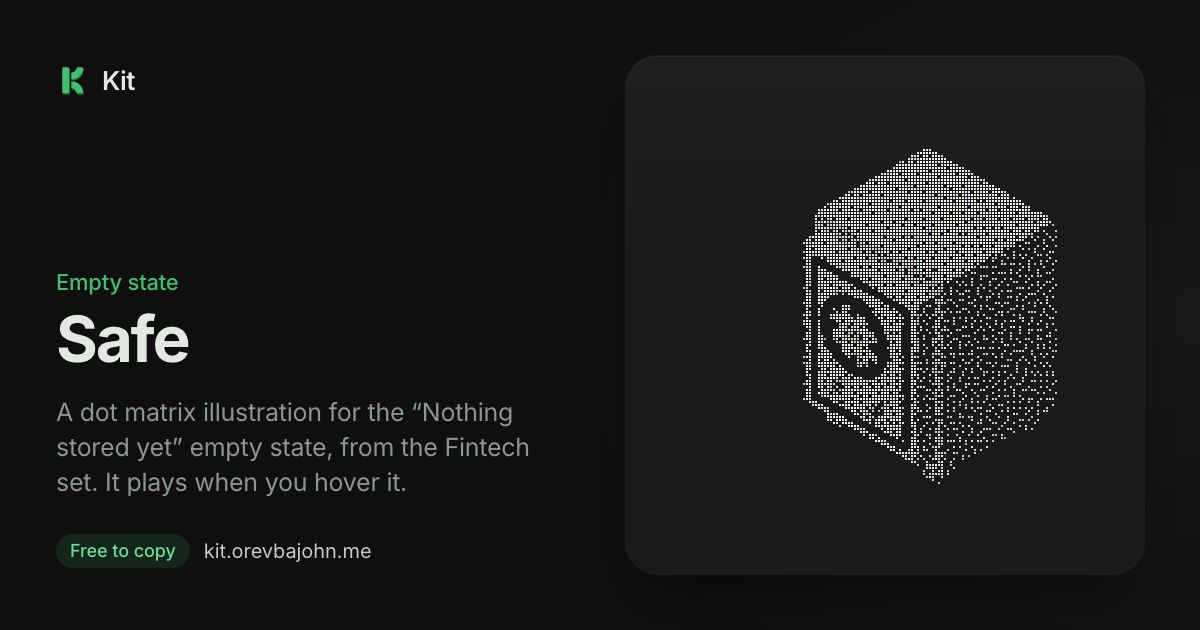 Kit
Empty state
Safe
A dot matrix illustration for the “Nothing
stored yet” empty state, from the Fintech
set. It plays when you hover it.
Free to copy
kit.orevbajohn.me